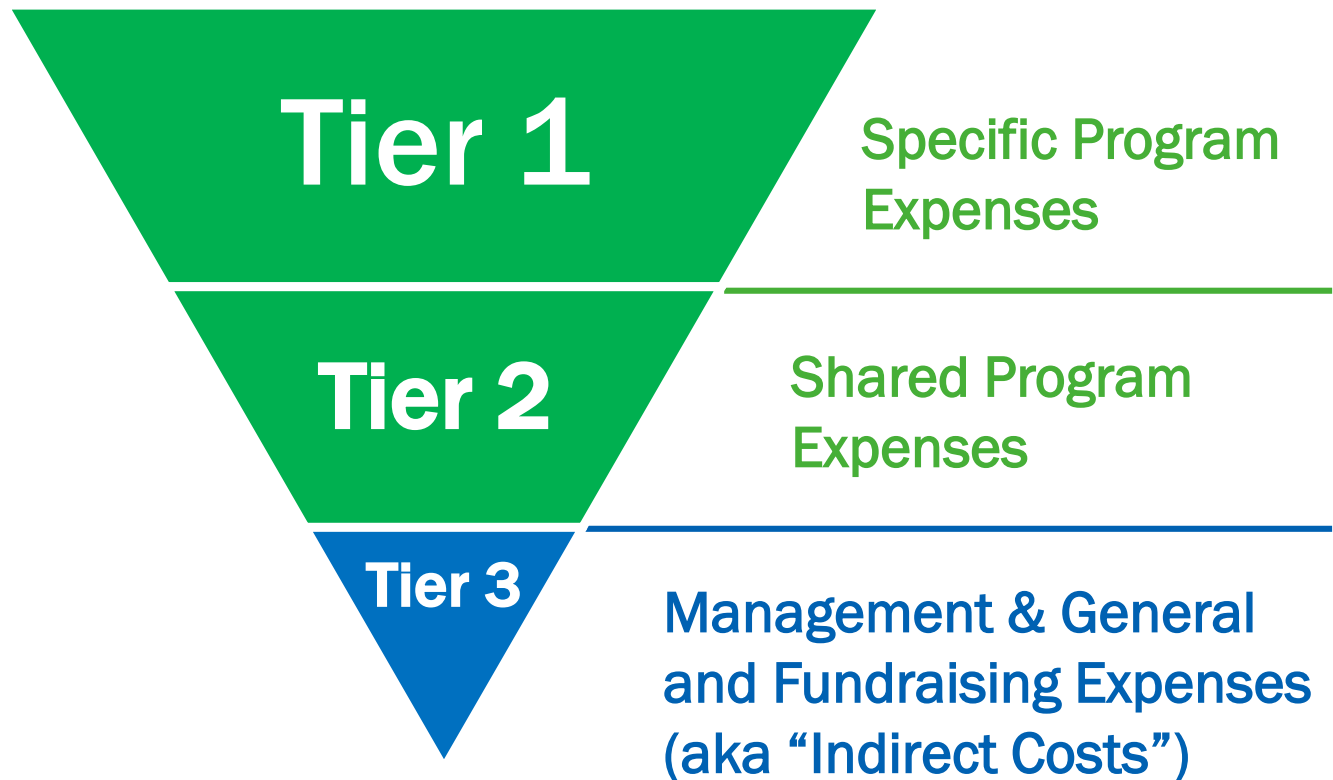 Tier 1
Specific Program
Expenses
Tier 2
Shared Program
Expenses
Tier 3
Management & General
and Fundraising Expenses
(aka “Indirect Costs”)